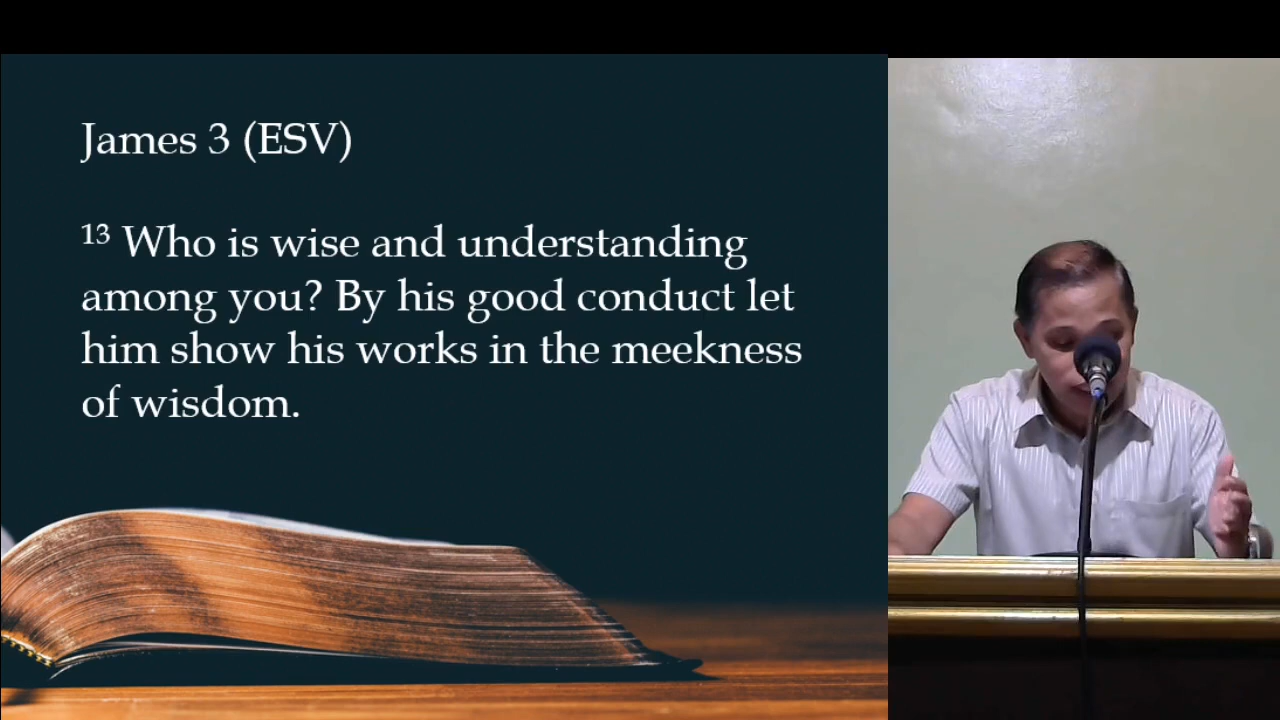 James 3 (ESV)
13 Who is wise and understanding
among you? By his good conduct let
him show his works in the meekness
of wisdom.